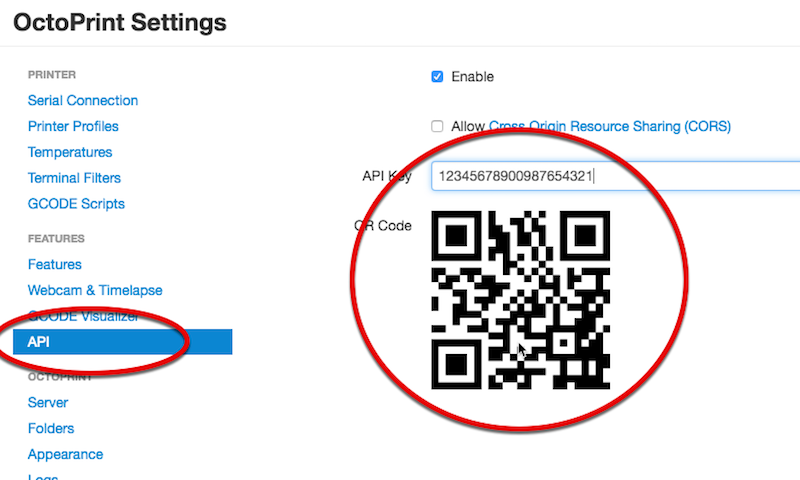 OctoPrint Settings
PRINTER
Serial Connection
Printer Profiles
Temperatures
Terminal Filters
GCODE Scripts
FEATURES
Features
Webcam & Timelapse
GCODE Visualizer
API
OCTOPRINT
Server
Folders
Appearance
Logs
Enable
Allow Cross Origin Resource Sharing (CORS)
API Key 12345678900987654321
QR Code